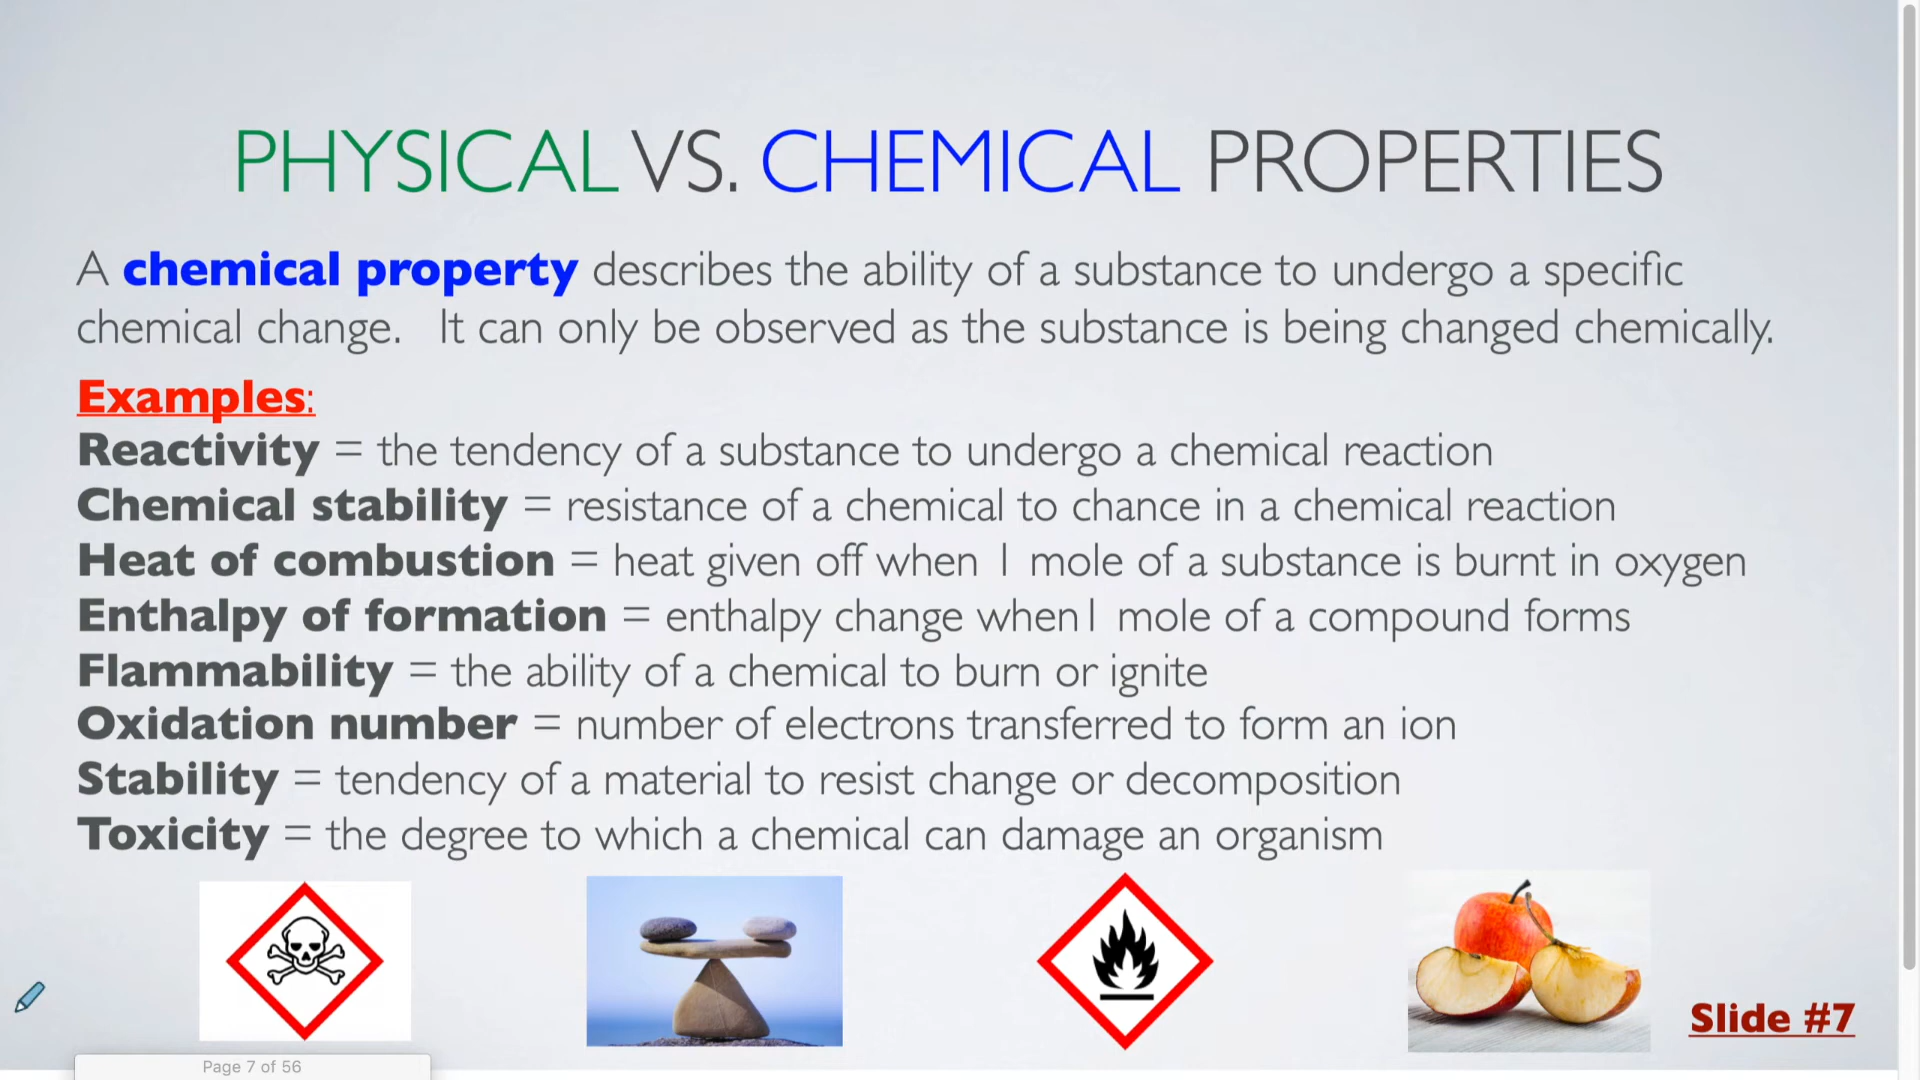 PHYSICAL VS. CHEMICAL PROPERTIES
A chemical property describes the ability of a substance to undergo a specific
chemical change. It can only be observed as the substance is being changed chemically.
Examples:
Reactivity = the tendency of a substance to undergo a chemical reaction
Chemical stability = resistance of a chemical to chance in a chemical reaction
Heat of combustion = heat given off when 1 mole of a substance is burnt in oxygen
Enthalpy of formation = enthalpy change when1 mole of a compound forms
Flammability = the ability of a chemical to burn or ignite
Oxidation number = number of electrons transferred to form an ion
Stability = tendency of a material to resist change or decomposition
Toxicity = the degree to which a chemical can damage an organism
Slide #7
Page 7 of 56